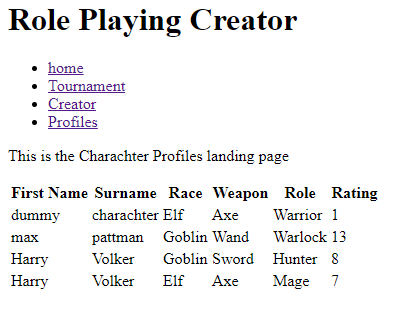 Role Playing Creator
home
Tournament
Creator
Profiles
This is the Charachter Profiles landing page
First Name Surname Race Weapon Role Rating
dummy charachter Elf Axe Warrior 1
max pattman Goblin Wand Warlock 13
Harry Volker Goblin Sword Hunter 8
Harry Volker Elf Axe Mage 7